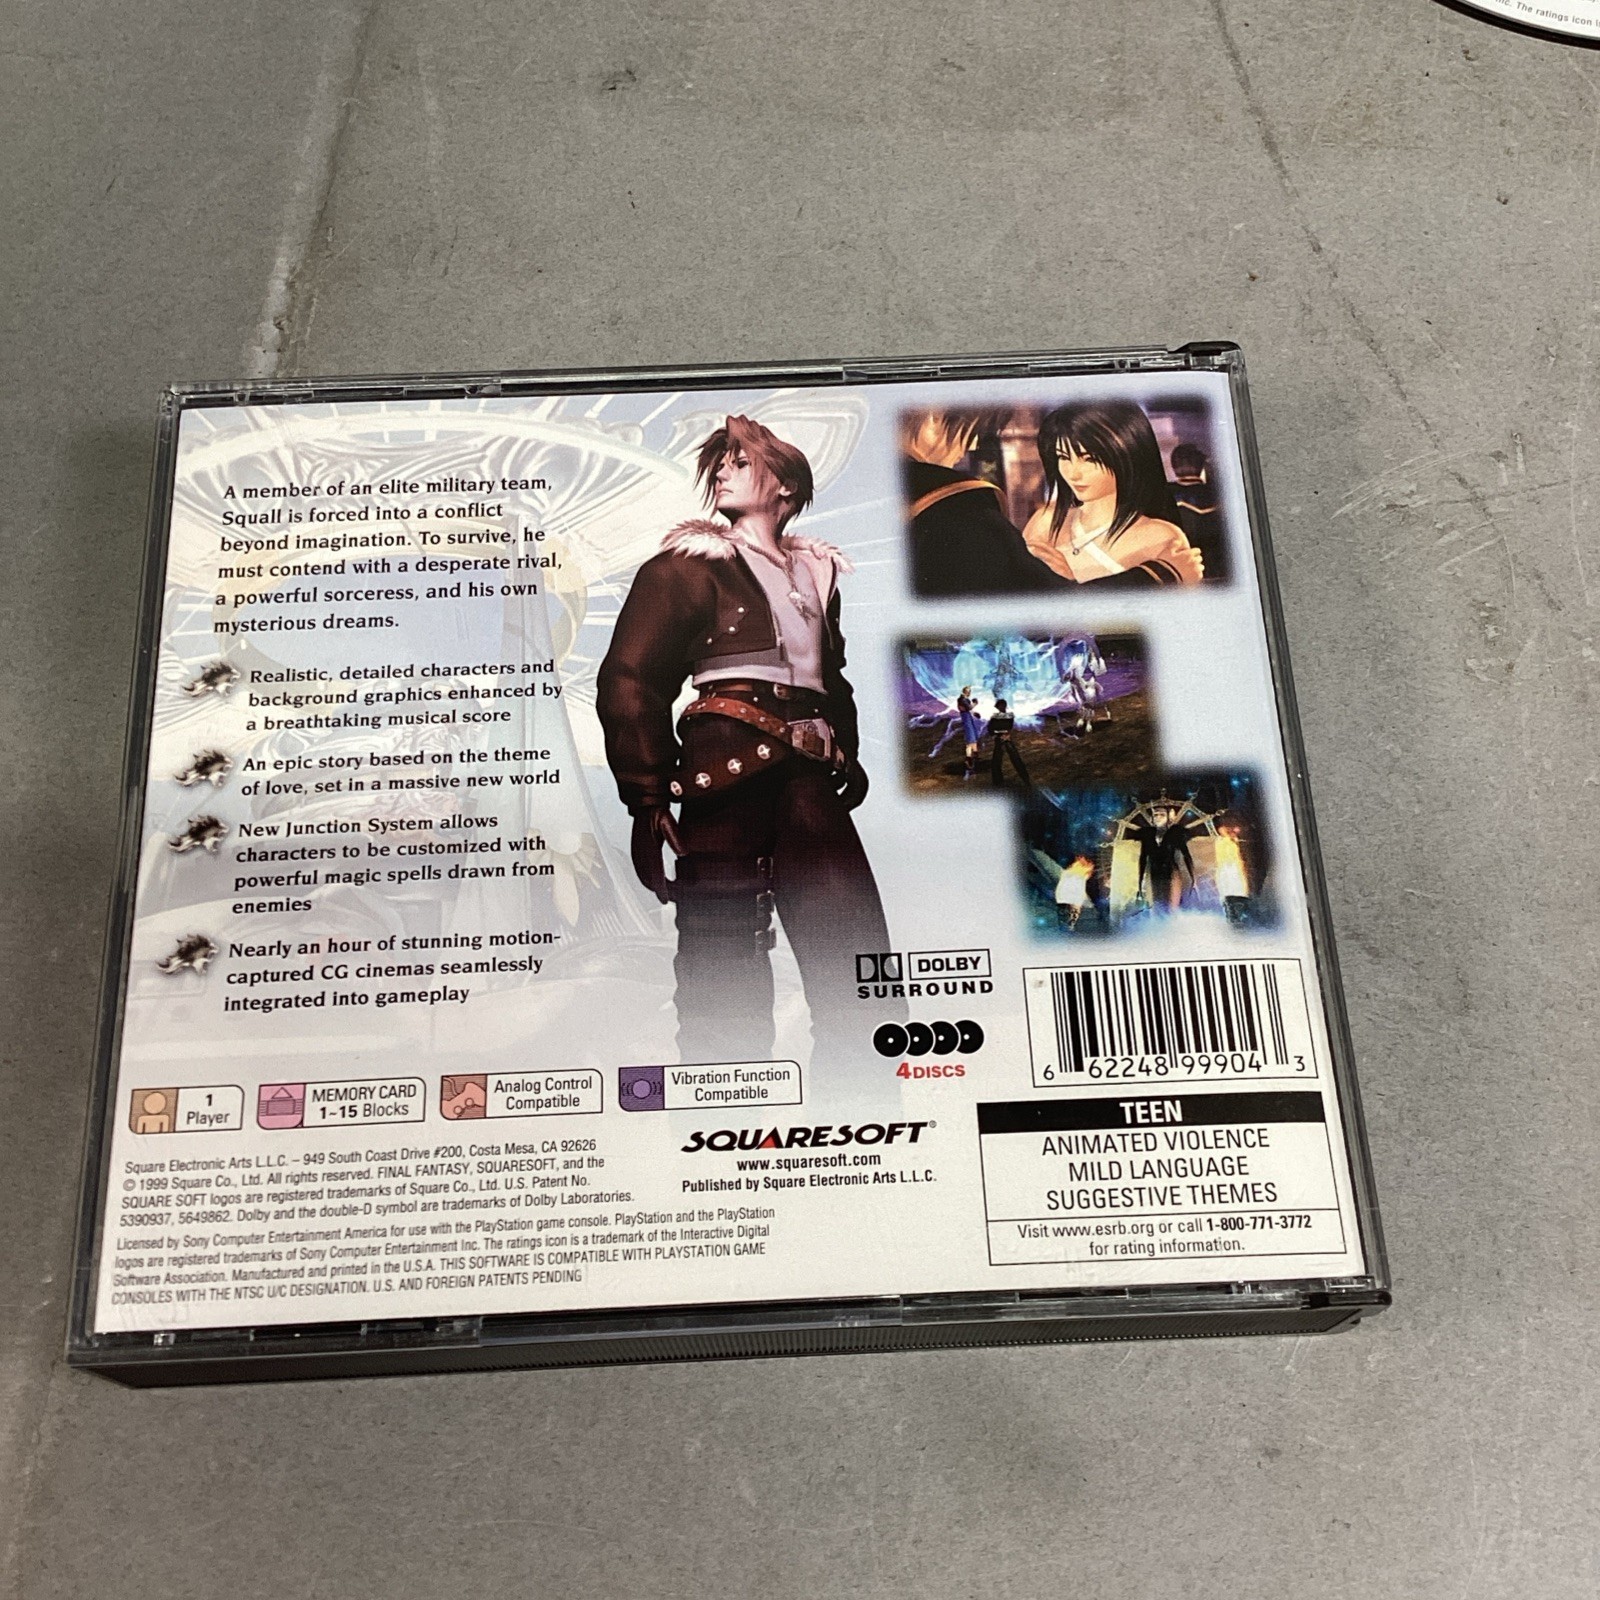 nc. The ratings icon is
A member of an elite military team,
Squall is forced into a conflict
beyond imagination. To survive, he
must contend with a desperate rival,
a powerful sorceress, and his own
mysterious dreams.
Realistic, detailed characters and
background graphics enhanced by
a breathtaking musical score
An epic story based on the theme
of love, set in a massive new world
New Junction System allows
characters to be customized with
powerful magic spells drawn from
enemies
Nearly an hour of stunning motion-
captured CG cinemas seamlessly
integrated into gameplay
DOLBY
SURROUND
4 DISCS
6 62248 99904 3
1
Player
MEMORY CARD
1~15 Blocks
Analog Control
Compatible
Vibration Function
Compatible
SQUARESOFT®
www.squaresoft.com
Published by Square Electronic Arts L.L.C.
TEEN
ANIMATED VIOLENCE
MILD LANGUAGE
SUGGESTIVE THEMES
Visit www.esrb.org or call 1-800-771-3772
for rating information.
Square Electronic Arts L.L.C. – 949 South Coast Drive #200, Costa Mesa, CA 92626
© 1999 Square Co., Ltd. All rights reserved. FINAL FANTASY, SQUARESOFT, and the
SQUARE SOFT logos are registered trademarks of Square Co., Ltd. U.S. Patent No.
5390937, 5649862. Dolby and the double-D symbol are trademarks of Dolby Laboratories.
Licensed by Sony Computer Entertainment America for use with the PlayStation game console. PlayStation and the PlayStation
logos are registered trademarks of Sony Computer Entertainment Inc. The ratings icon is a trademark of the Interactive Digital
Software Association. Manufactured and printed in the U.S.A. THIS SOFTWARE IS COMPATIBLE WITH PLAYSTATION GAME
CONSOLES WITH THE NTSC U/C DESIGNATION. U.S. AND FOREIGN PATENTS PENDING